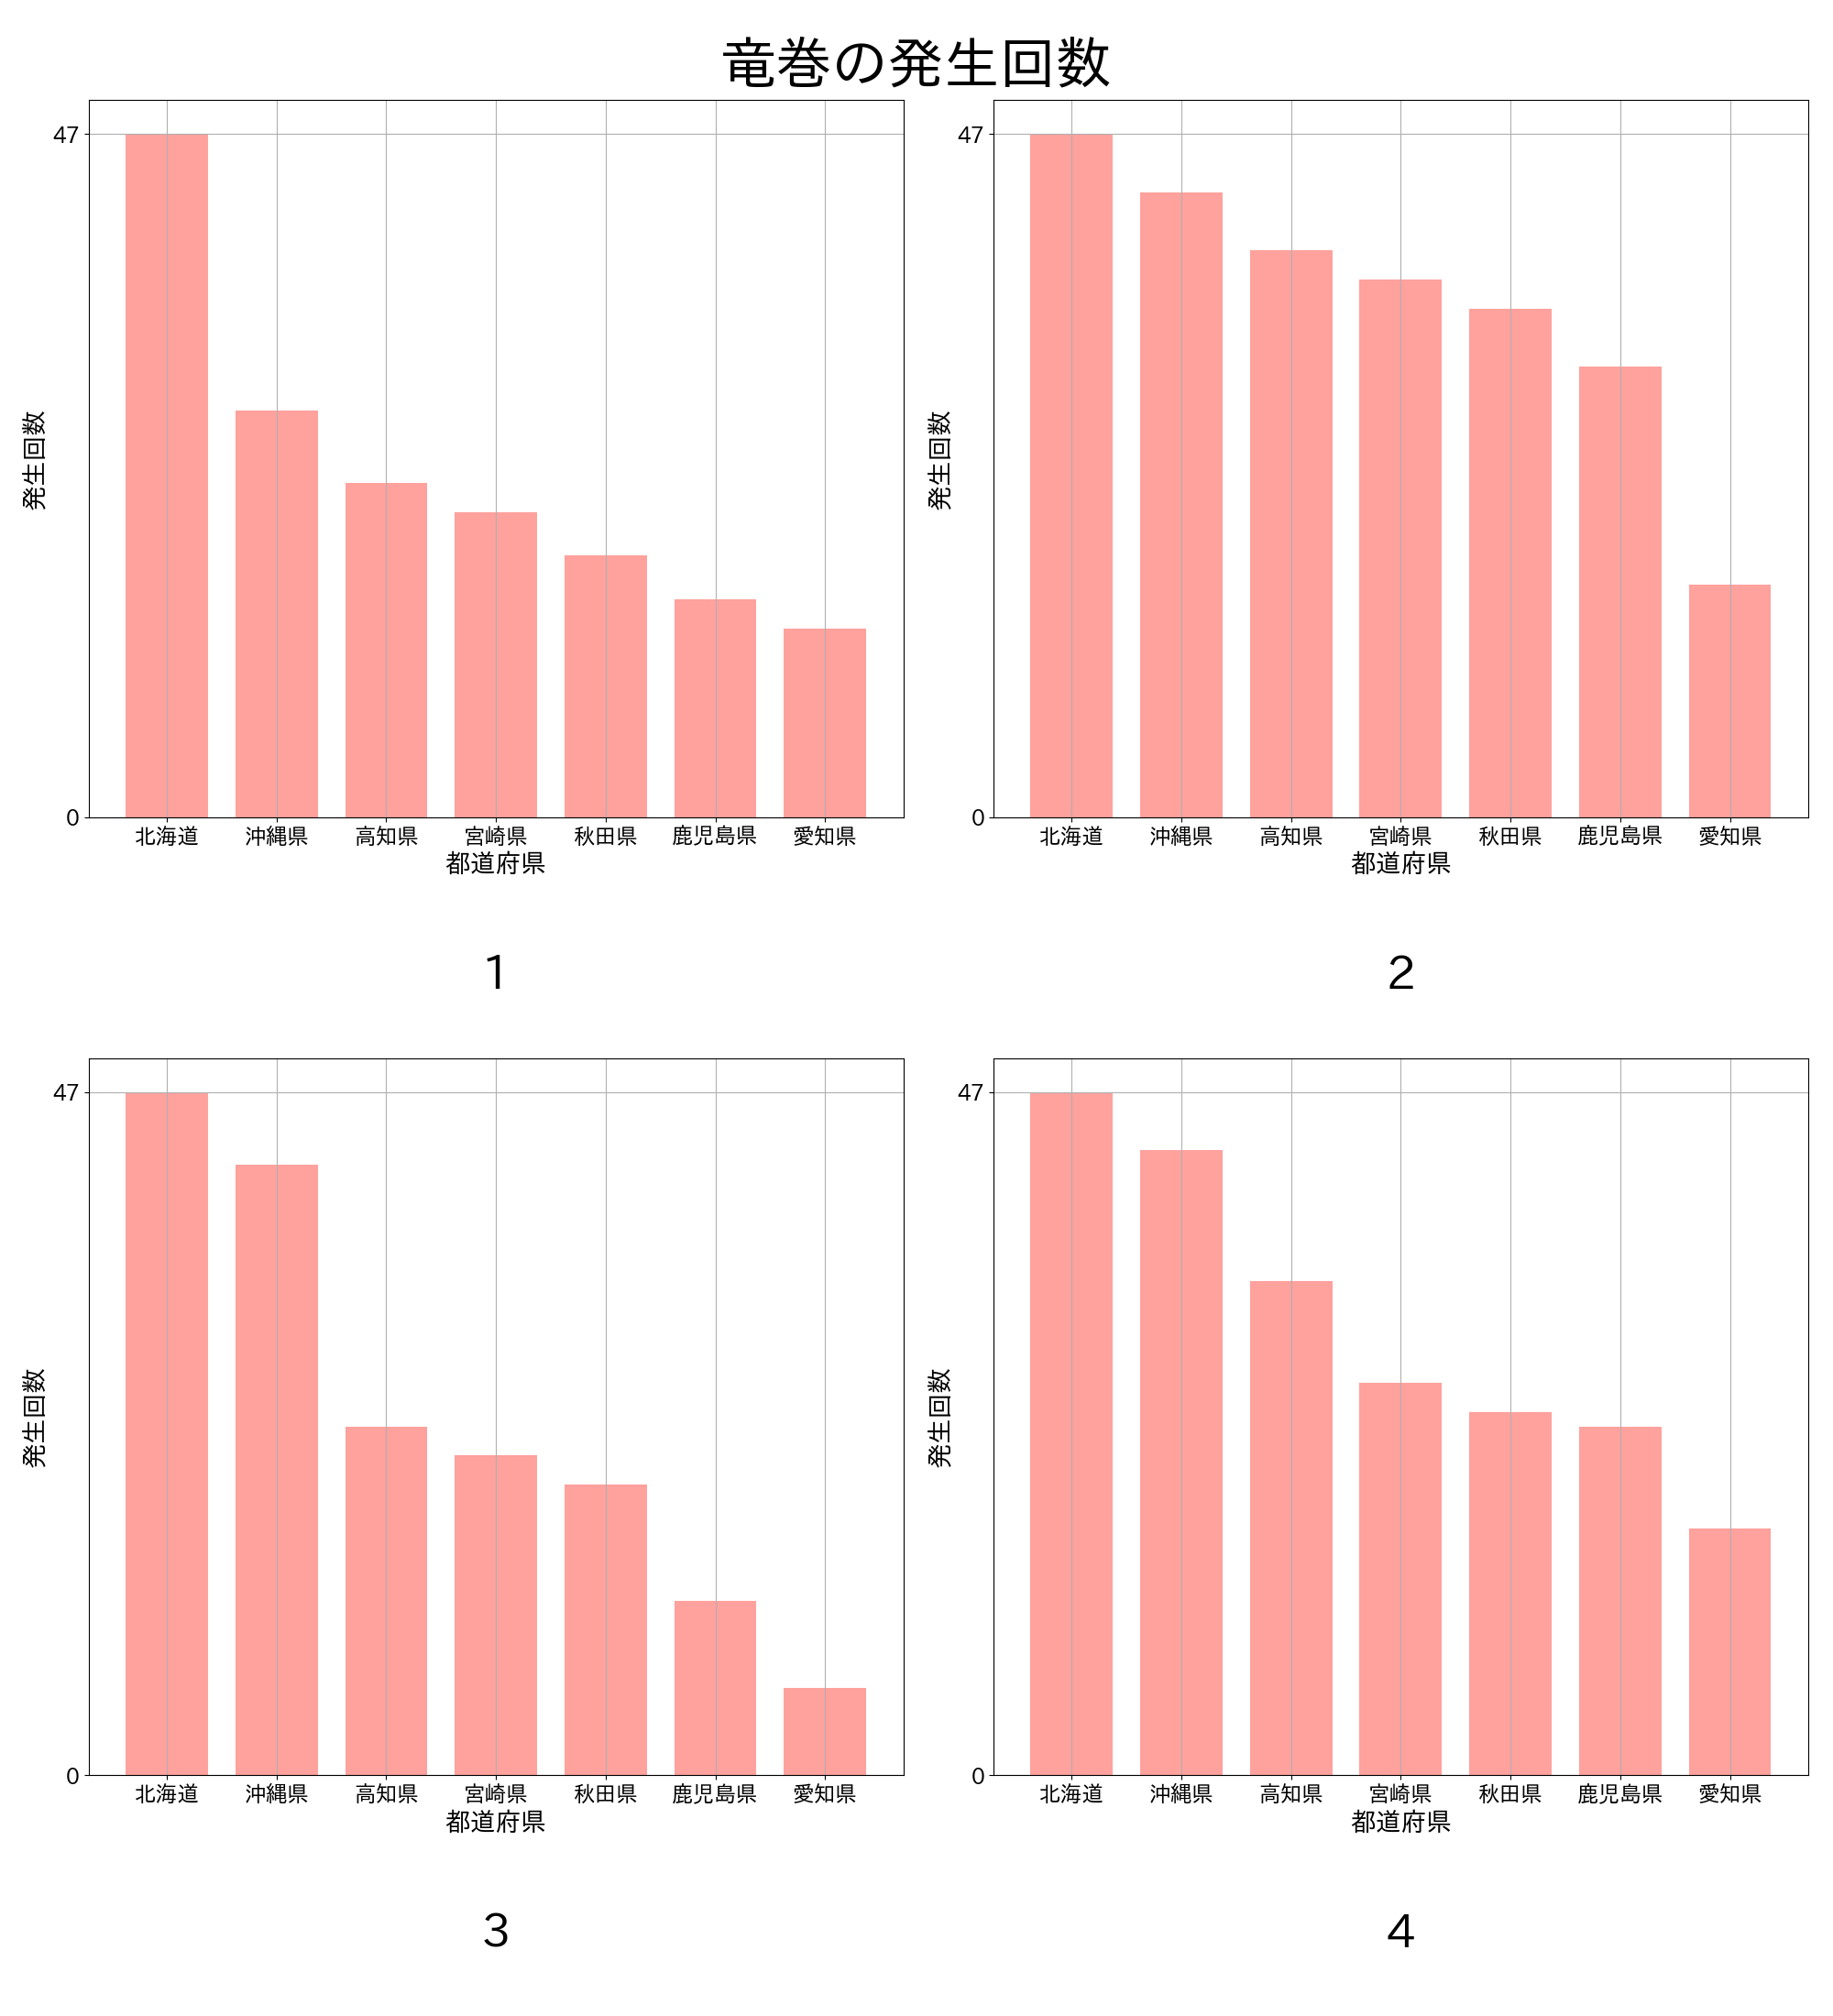 竜巻の発生回数
47
0
発生回数
北海道 沖縄県 高知県 宮崎県 秋田県 鹿児島県 愛知県
都道府県
1
47
0
発生回数
北海道 沖縄県 高知県 宮崎県 秋田県 鹿児島県 愛知県
都道府県
2
47
0
発生回数
北海道 沖縄県 高知県 宮崎県 秋田県 鹿児島県 愛知県
都道府県
3
47
0
発生回数
北海道 沖縄県 高知県 宮崎県 秋田県 鹿児島県 愛知県
都道府県
4